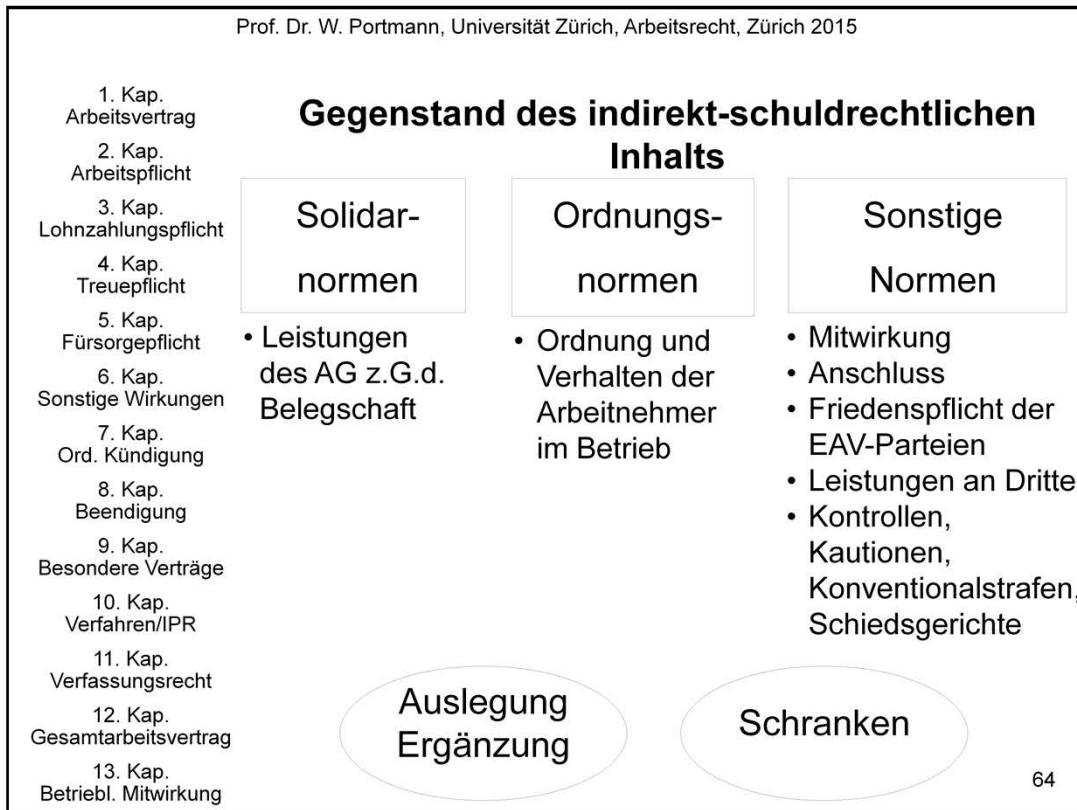 Prof. Dr. W. Portmann, Universität Zürich, Arbeitsrecht, Zürich 2015
1. Kap.
Arbeitsvertrag
2. Kap.
Arbeitspflicht
3. Kap.
Lohnzahlungspflicht
4. Kap.
Treuepflicht
5. Kap.
Fürsorgepflicht
6. Kap.
Sonstige Wirkungen
7. Kap.
Ord. Kündigung
8. Kap.
Beendigung
9. Kap.
Besondere Verträge
10. Kap.
Verfahren/IPR
11. Kap.
Verfassungsrecht
12. Kap.
Gesamtarbeitsvertrag
13. Kap.
Betriebl. Mitwirkung
Gegenstand des indirekt-schuldrechtlichen
Inhalts
Solidar-
normen
• Leistungen
des AG z.G.d.
Belegschaft
Ordnungs-
normen
• Ordnung und
Verhalten der
Arbeitnehmer
im Betrieb
Sonstige
Normen
• Mitwirkung
• Anschluss
• Friedenspflicht der
EAV-Parteien
• Leistungen an Dritte
• Kontrollen,
Kautionen,
Konventionalstrafen,
Schiedsgerichte
Auslegung
Ergänzung
Schranken
64